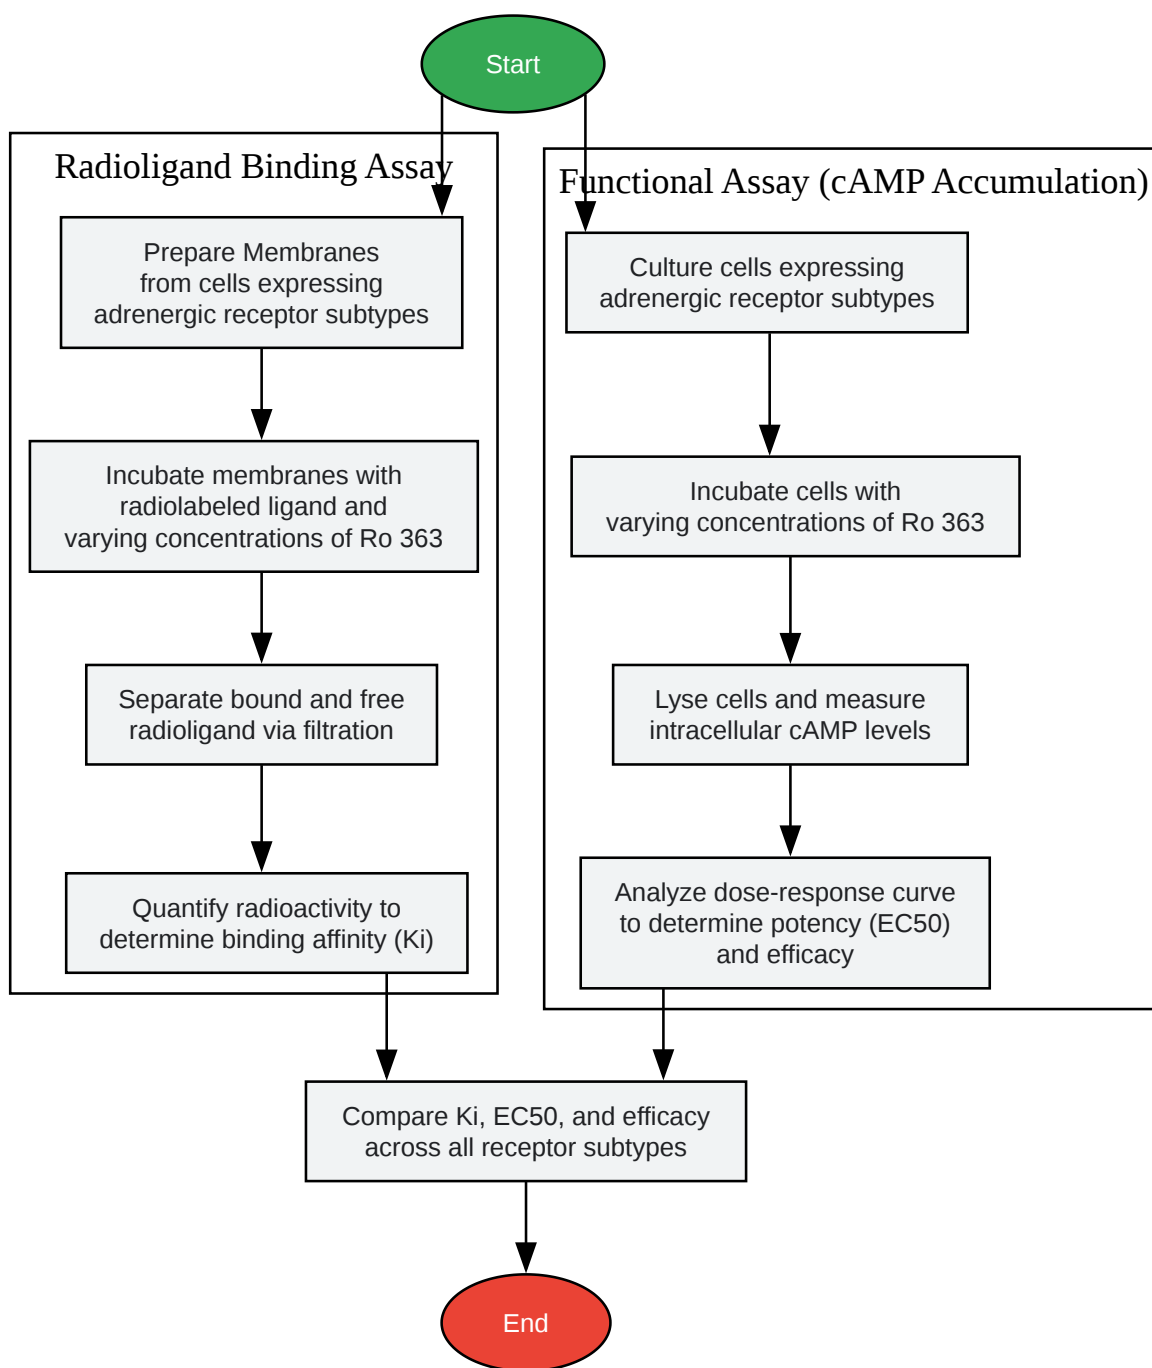 Start
Radioligand Binding Assay
Prepare Membranes
from cells expressing
adrenergic receptor subtypes
Incubate membranes with
radiolabeled ligand and
varying concentrations of Ro 363
Separate bound and free
radioligand via filtration
Quantify radioactivity to
determine binding affinity (Ki)
Functional Assay (cAMP Accumulation)
Culture cells expressing
adrenergic receptor subtypes
Incubate cells with
varying concentrations of Ro 363
Lyse cells and measure
intracellular cAMP levels
Analyze dose-response curve
to determine potency (EC50)
and efficacy
Compare Ki, EC50, and efficacy
across all receptor subtypes
End